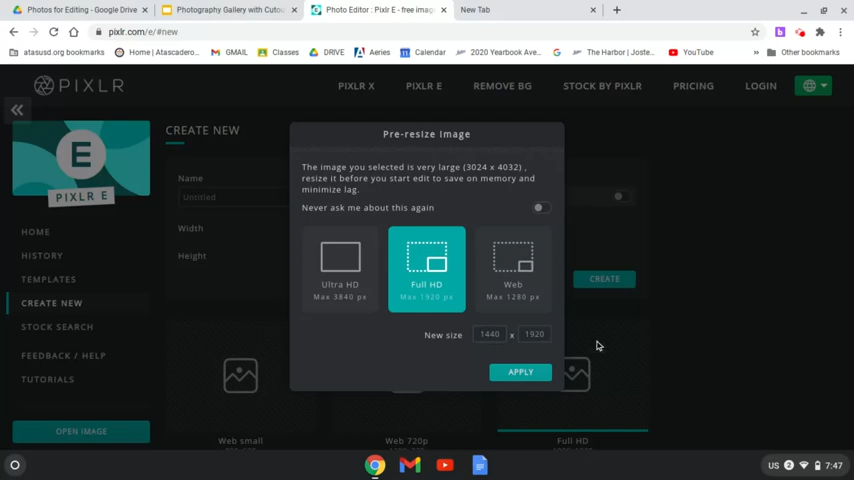 Photos for Editing - Google Drive
Photography Gallery with Cutou
Photo Editor : Pixlr E - free imag
New Tab
pixlr.com/e/#new
atasusd.org bookmarks
Home | Atascadero...
GMAIL
Classes
DRIVE
Aeries
Calendar
2020 Yearbook Ave...
The Harbor | Joste...
YouTube
Other bookmarks
PIXLR
PIXLR X
PIXLR E
REMOVE BG
STOCK BY PIXLR
PRICING
LOGIN
E
PIXLR E
HOME
HISTORY
TEMPLATES
CREATE NEW
STOCK SEARCH
FEEDBACK / HELP
TUTORIALS
OPEN IMAGE
CREATE NEW
Name
Untitled
Width
Height
CREATE
Pre-resize Image
The image you selected is very large (3024 x 4032) ,
resize it before you start edit to save on memory and
minimize lag.
Never ask me about this again
Ultra HD
Max 3840 px
Full HD
Max 1920 px
Web
Max 1280 px
New size 1440 x 1920
APPLY
Web small
Web 720p
Full HD
US 2 7:47